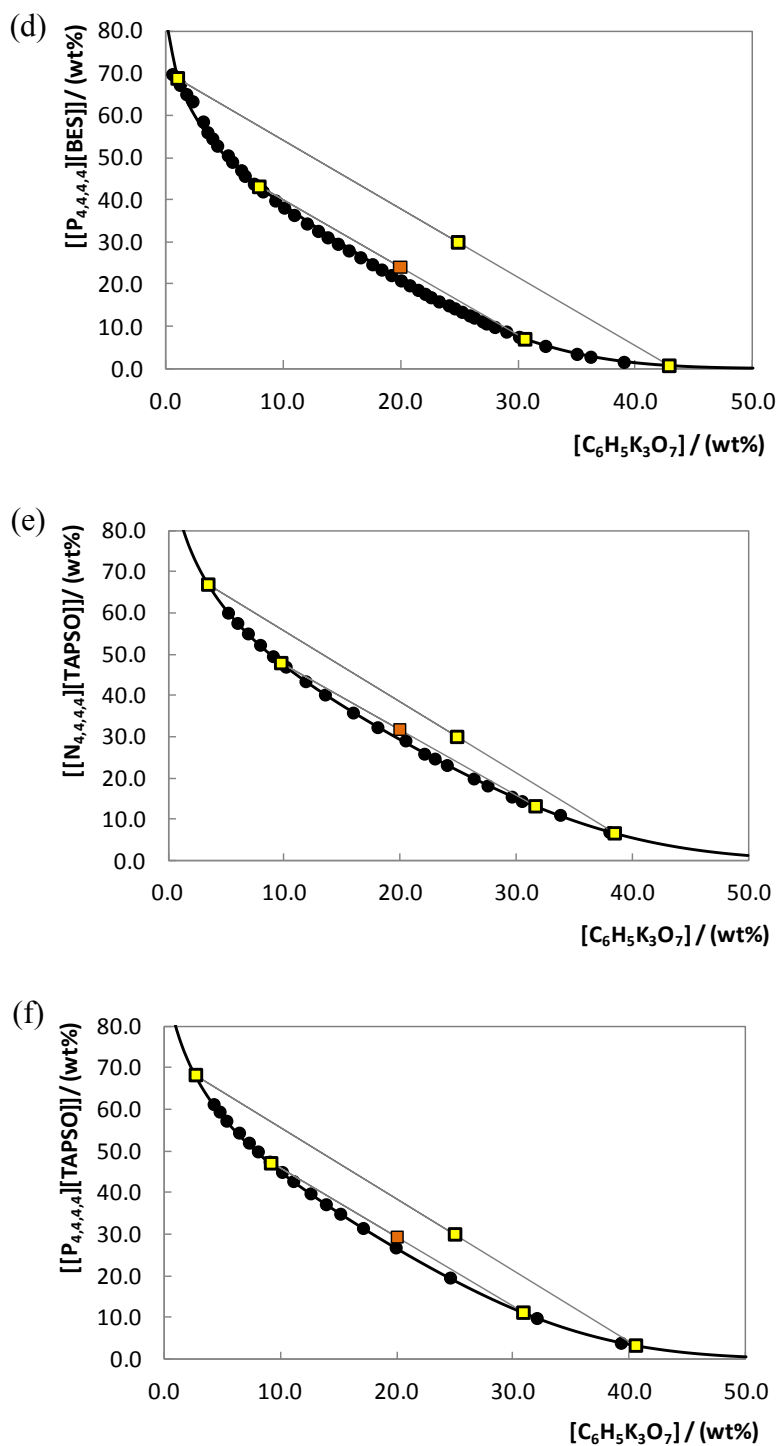 (d)
[[P₄,₄,₄,₄][BES]]/ (wt%)
80.0
70.0
60.0
50.0
40.0
30.0
20.0
10.0
0.0
0.0 10.0 20.0 30.0 40.0 50.0
[C₆H₅K₃O₇] / (wt%)
(e)
[[N₄,₄,₄,₄][TAPSO]]/ (wt%)
80.0
70.0
60.0
50.0
40.0
30.0
20.0
10.0
0.0
0.0 10.0 20.0 30.0 40.0 50.0
[C₆H₅K₃O₇] / (wt%)
(f)
[[P₄,₄,₄,₄][TAPSO]]/ (wt%)
80.0
70.0
60.0
50.0
40.0
30.0
20.0
10.0
0.0
0.0 10.0 20.0 30.0 40.0 50.0
[C₆H₅K₃O₇] / (wt%)